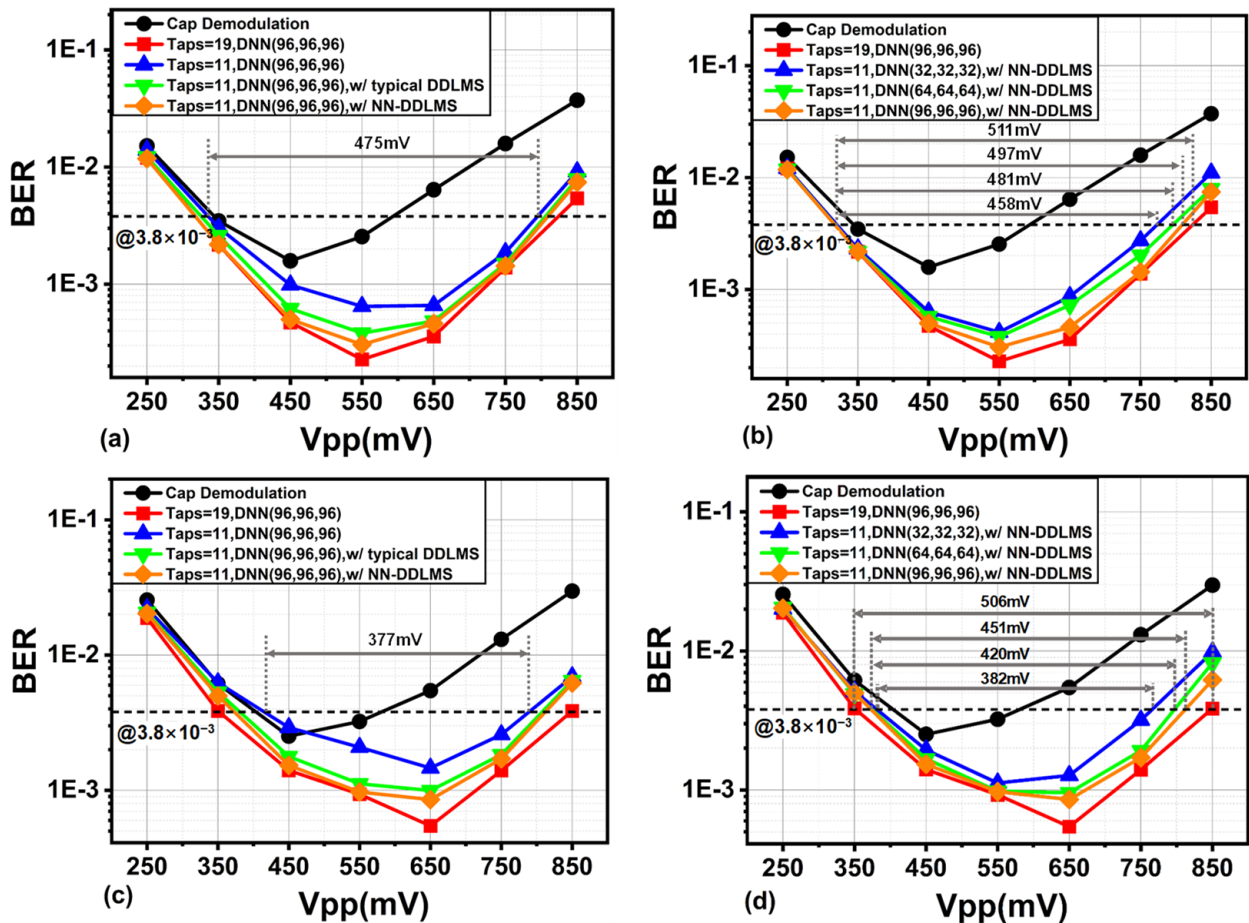 Cap Demodulation
Taps=19,DNN(96,96,96)
Taps=11,DNN(96,96,96)
Taps=11,DNN(96,96,96),w/ typical DDLMS
Taps=11,DNN(96,96,96),w/ NN-DDLMS
1E-1
1E-2
1E-3
BER
475mV
@3.8×10⁻³
250 350 450 550 650 750 850
(a) Vpp(mV)
Cap Demodulation
Taps=19,DNN(96,96,96)
Taps=11,DNN(32,32,32),w/ NN-DDLMS
Taps=11,DNN(64,64,64),w/ NN-DDLMS
Taps=11,DNN(96,96,96),w/ NN-DDLMS
1E-1
1E-2
1E-3
BER
511mV
497mV
481mV
458mV
@3.8×10⁻³
250 350 450 550 650 750 850
(b) Vpp(mV)
Cap Demodulation
Taps=19,DNN(96,96,96)
Taps=11,DNN(96,96,96)
Taps=11,DNN(96,96,96),w/ typical DDLMS
Taps=11,DNN(96,96,96),w/ NN-DDLMS
1E-1
1E-2
1E-3
BER
377mV
@3.8×10⁻³
250 350 450 550 650 750 850
(c) Vpp(mV)
Cap Demodulation
Taps=19,DNN(96,96,96)
Taps=11,DNN(32,32,32),w/ NN-DDLMS
Taps=11,DNN(64,64,64),w/ NN-DDLMS
Taps=11,DNN(96,96,96),w/ NN-DDLMS
1E-1
1E-2
1E-3
BER
506mV
451mV
420mV
382mV
@3.8×10⁻³
250 350 450 550 650 750 850
(d) Vpp(mV)